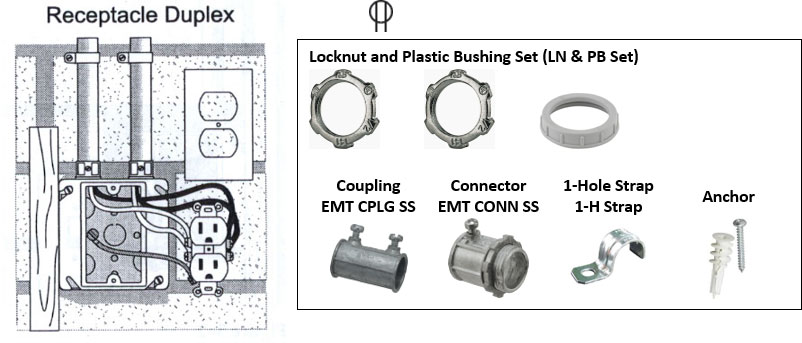 Receptacle Duplex
Locknut and Plastic Bushing Set (LN & PB Set)
Coupling
EMT CPLG SS
Connector
EMT CONN SS
1-Hole Strap
1-H Strap
Anchor